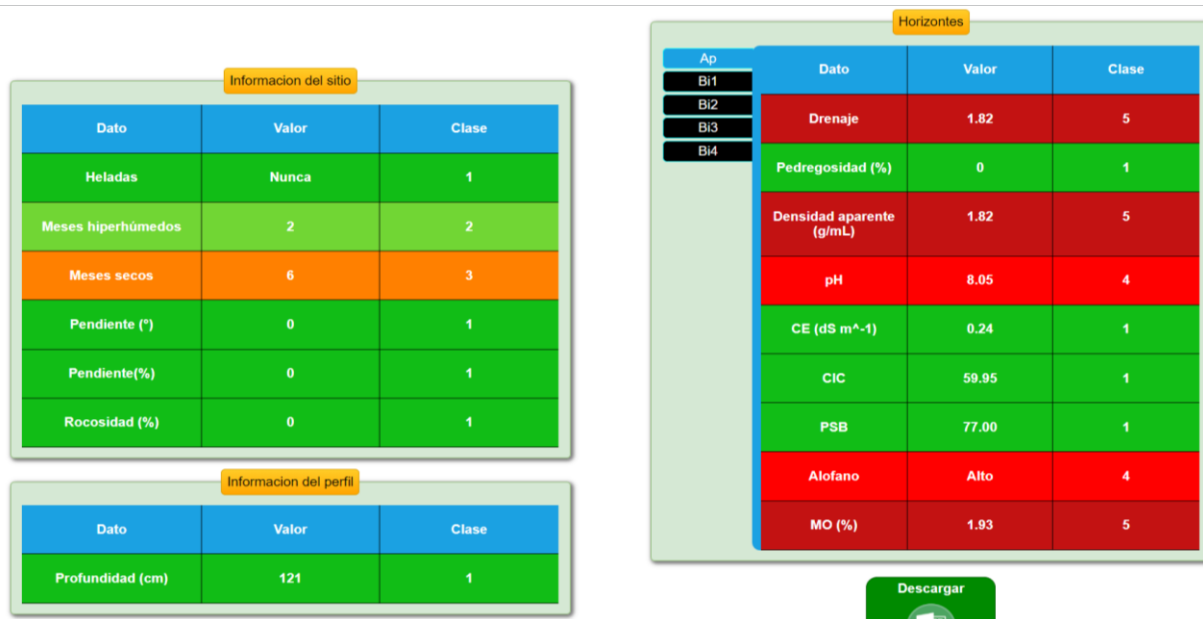 Informacion del sitio
Dato Valor Clase
Heladas Nunca 1
Meses hiperhúmedos 2 2
Meses secos 6 3
Pendiente (º) 0 1
Pendiente(%) 0 1
Rocosidad (%) 0 1
Informacion del perfil
Dato Valor Clase
Profundidad (cm) 121 1
Horizontes
Ap
Bi1
Bi2
Bi3
Bi4
Dato Valor Clase
Drenaje 1.82 5
Pedregosidad (%) 0 1
Densidad aparente
(g/mL) 1.82 5
pH 8.05 4
CE (dS m^-1) 0.24 1
CIC 59.95 1
PSB 77.00 1
Alofano Alto 4
MO (%) 1.93 5
Descargar